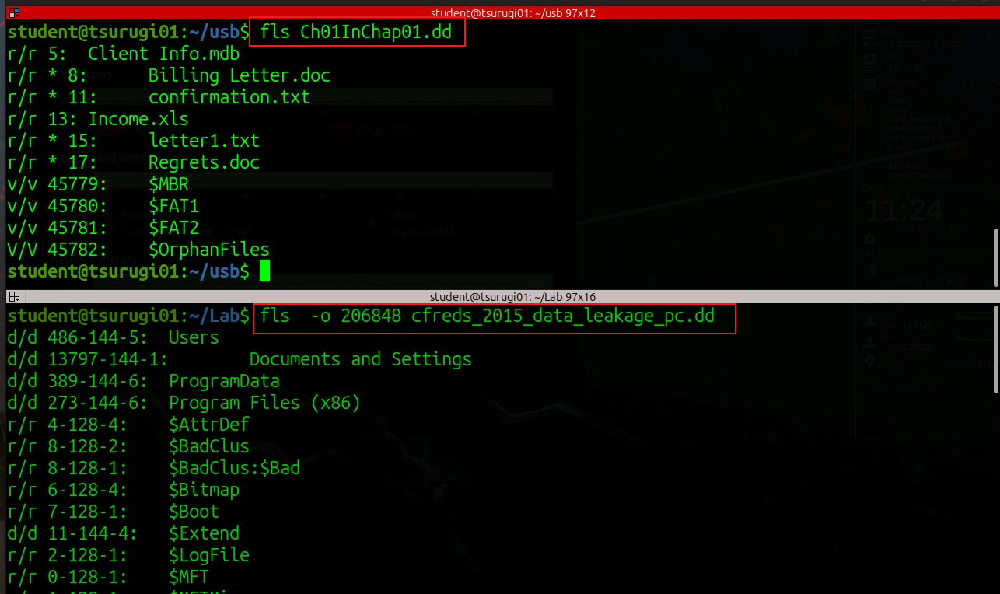 student@tsurugi01: ~/usb 97x12
student@tsurugi01:~/usb$ fls Ch01InChap01.dd
r/r 5:  Client Info.mdb
r/r * 8:      Billing Letter.doc
r/r * 11:     confirmation.txt
r/r 13: Income.xls
r/r * 15:     letter1.txt
r/r * 17:     Regrets.doc
v/v 45779:    $MBR
v/v 45780:    $FAT1
v/v 45781:    $FAT2
V/V 45782:    $OrphanFiles
student@tsurugi01:~/usb$
11:24
student@tsurugi01: ~/Lab 97x16
student@tsurugi01:~/Lab$ fls  -o 206848 cfreds_2015_data_leakage_pc.dd
d/d 486-144-5:  Users
d/d 13797-144-1:        Documents and Settings
d/d 389-144-6:  ProgramData
d/d 273-144-6:  Program Files (x86)
r/r 4-128-4:    $AttrDef
r/r 8-128-2:    $BadClus
r/r 8-128-1:    $BadClus:$Bad
r/r 6-128-4:    $Bitmap
r/r 7-128-1:    $Boot
d/d 11-144-4:   $Extend
r/r 2-128-1:    $LogFile
r/r 0-128-1:    $MFT